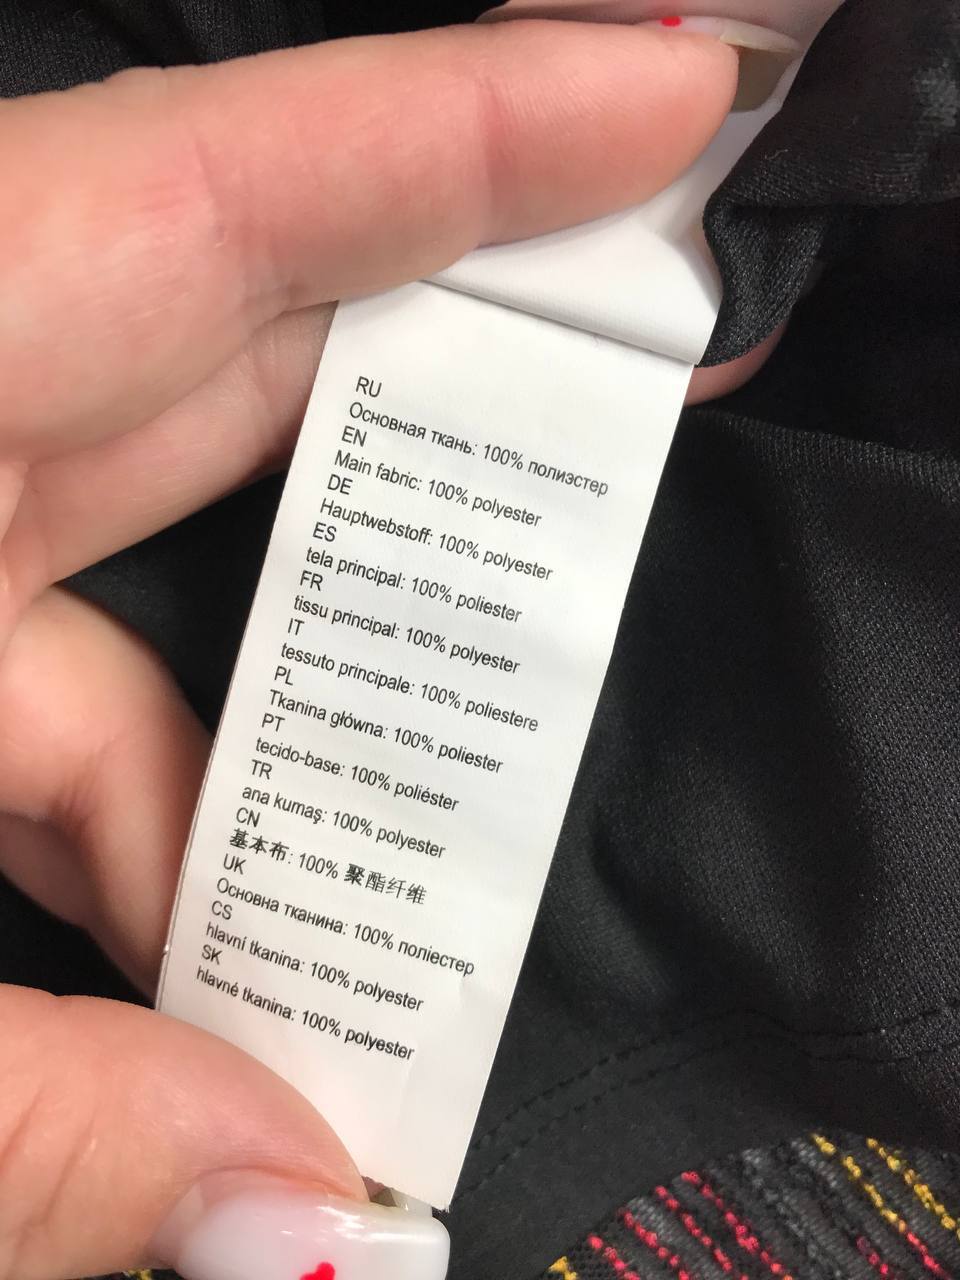 RU
Основная ткань: 100% полиэстер
EN
Main fabric: 100% polyester
DE
Hauptwebstoff: 100% polyester
ES
tela principal: 100% poliester
FR
tissu principal: 100% polyester
IT
tessuto principale: 100% poliestere
PL
Tkanina główna: 100% poliester
PT
tecido-base: 100% poliéster
TR
ana kumaş: 100% polyester
CN
基本布: 100% 聚酯纤维
UK
Основна тканина: 100% поліестер
CS
hlavní tkanina: 100% polyester
SK
hlavné tkanina: 100% polyester